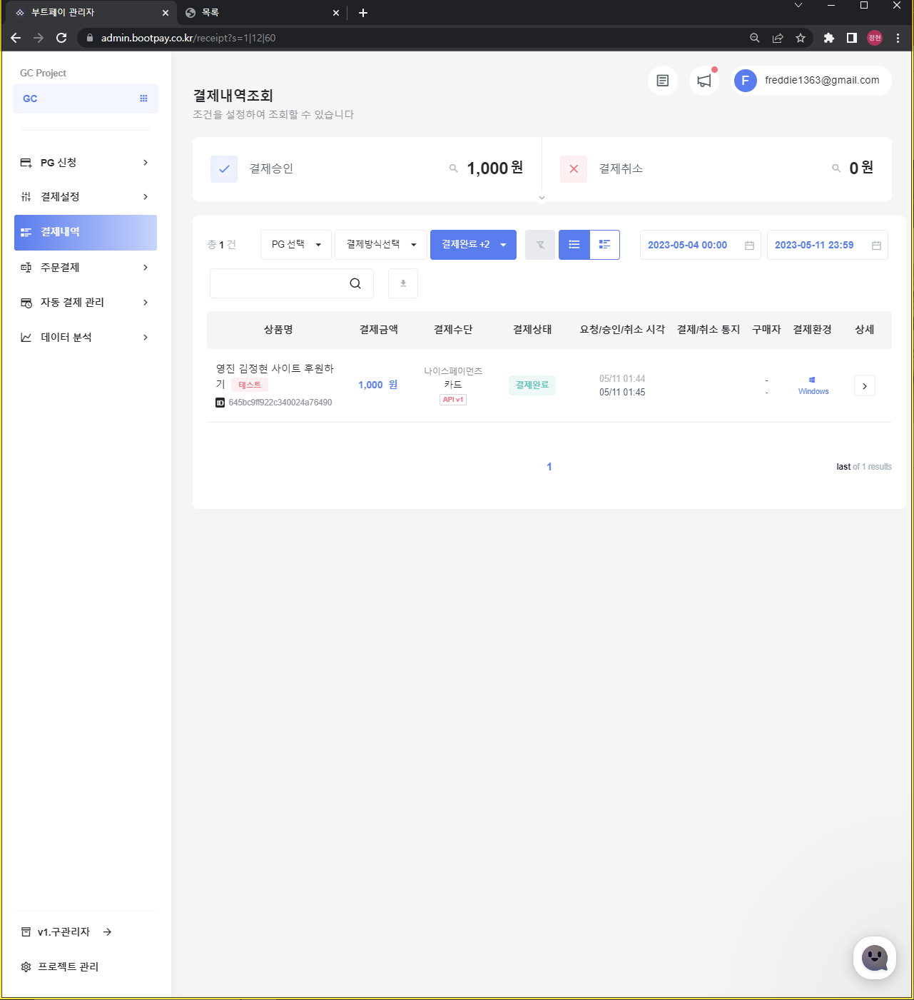 부트페이 관리자
목록
admin.bootpay.co.kr/receipt?s=1|12|60
정현
GC Project
GC
PG 신청
결제설정
결제내역
주문결제
자동 결제 관리
데이터 분석
v1.구관리자
프로젝트 관리
F freddie1363@gmail.com
결제내역조회
조건을 설정하여 조회할 수 있습니다
결제승인 1,000 원
결제취소 0 원
총 1 건 PG 선택 결제방식선택 결제완료 +2 2023-05-04 00:00 2023-05-11 23:59
상품명 결제금액 결제수단 결제상태 요청/승인/취소 시각 결제/취소 통지 구매자 결제환경 상세
영진 김정현 사이트 후원하
기 테스트
ID 645bc9ff922c340024a76490
1,000 원
나이스페이먼츠
카드
API v1
결제완료
05/11 01:44
05/11 01:45
-
-
Windows
1
last of 1 results